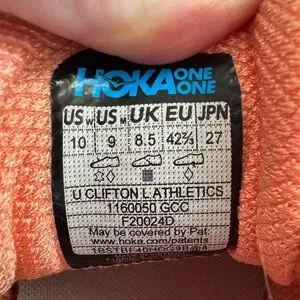 HOKA ONE ONE
US M US W UK EU JPN
10 9 8.5 42⅔ 27
U CLIFTON L ATHLETICS
1160050 GCC
F20024D
May be covered by Pat:
www.hoka.com/patents